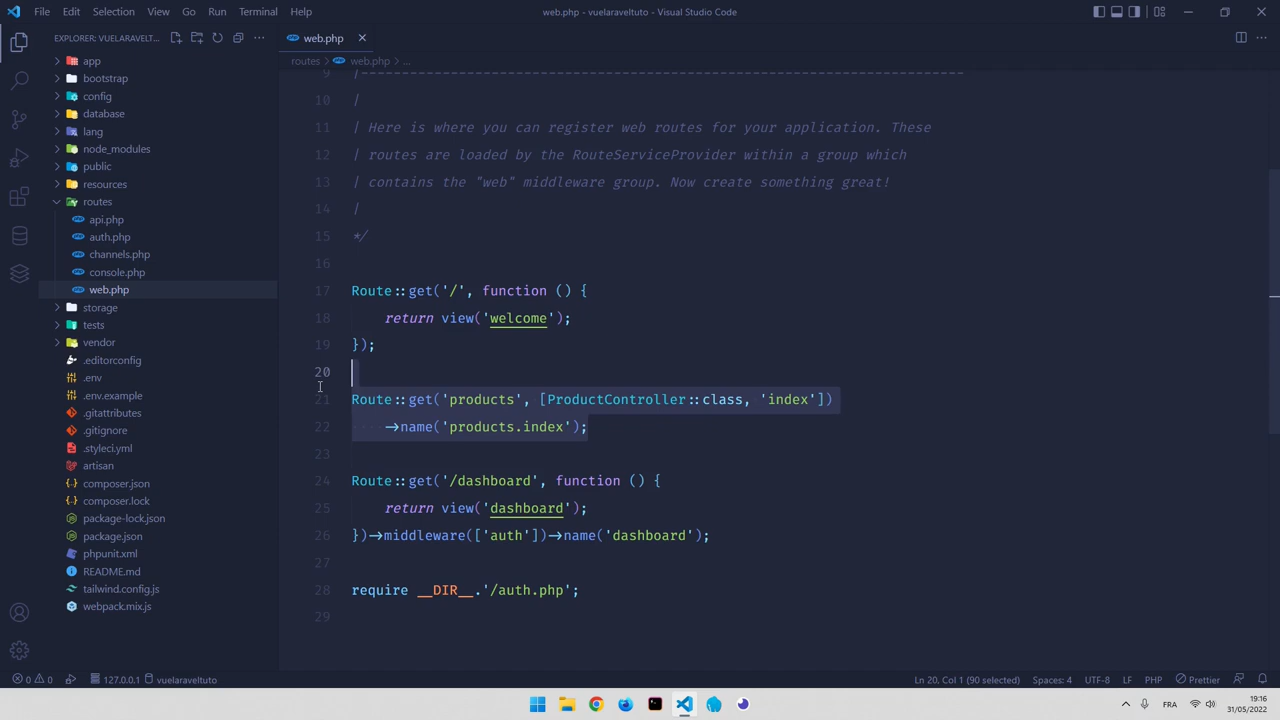 File Edit Selection View Go Run Terminal Help
web.php - vuelaraveltuto - Visual Studio Code
EXPLORER: VUELARAVELT...
app
bootstrap
config
database
lang
node_modules
public
resources
routes
api.php
auth.php
channels.php
console.php
web.php
storage
tests
vendor
.editorconfig
.env
.env.example
.gitattributes
.gitignore
.styleci.yml
artisan
composer.json
composer.lock
package-lock.json
package.json
phpunit.xml
README.md
tailwind.config.js
webpack.mix.js
web.php
routes > web.php > ...
9 |--------------------------------------------------------------------------
10 |
11 | Here is where you can register web routes for your application. These
12 | routes are loaded by the RouteServiceProvider within a group which
13 | contains the "web" middleware group. Now create something great!
14 |
15 */
16
17 Route::get('/', function () {
18 return view('welcome');
19 });
20
21 Route::get('products', [ProductController::class, 'index'])
22 ->name('products.index');
23
24 Route::get('/dashboard', function () {
25 return view('dashboard');
26 })->middleware(['auth'])->name('dashboard');
27
28 require __DIR__.'/auth.php';
29
0 0 127.0.0.1 vuelaraveltuto Ln 20, Col 1 (90 selected) Spaces: 4 UTF-8 LF PHP Prettier
FRA 19:16
31/05/2022